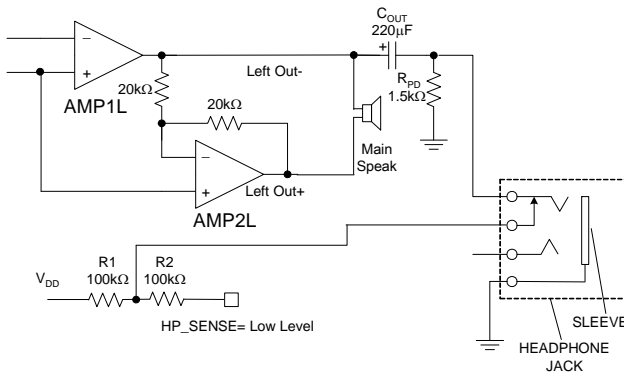 C_OUT
220µF
+
−
+
Left Out-
R_PD
1.5kΩ
20kΩ
AMP1L
20kΩ
Main
Speak
−
+
Left Out+
AMP2L
R1
100kΩ
R2
100kΩ
V_DD
HP_SENSE= Low Level
SLEEVE
HEADPHONE
JACK